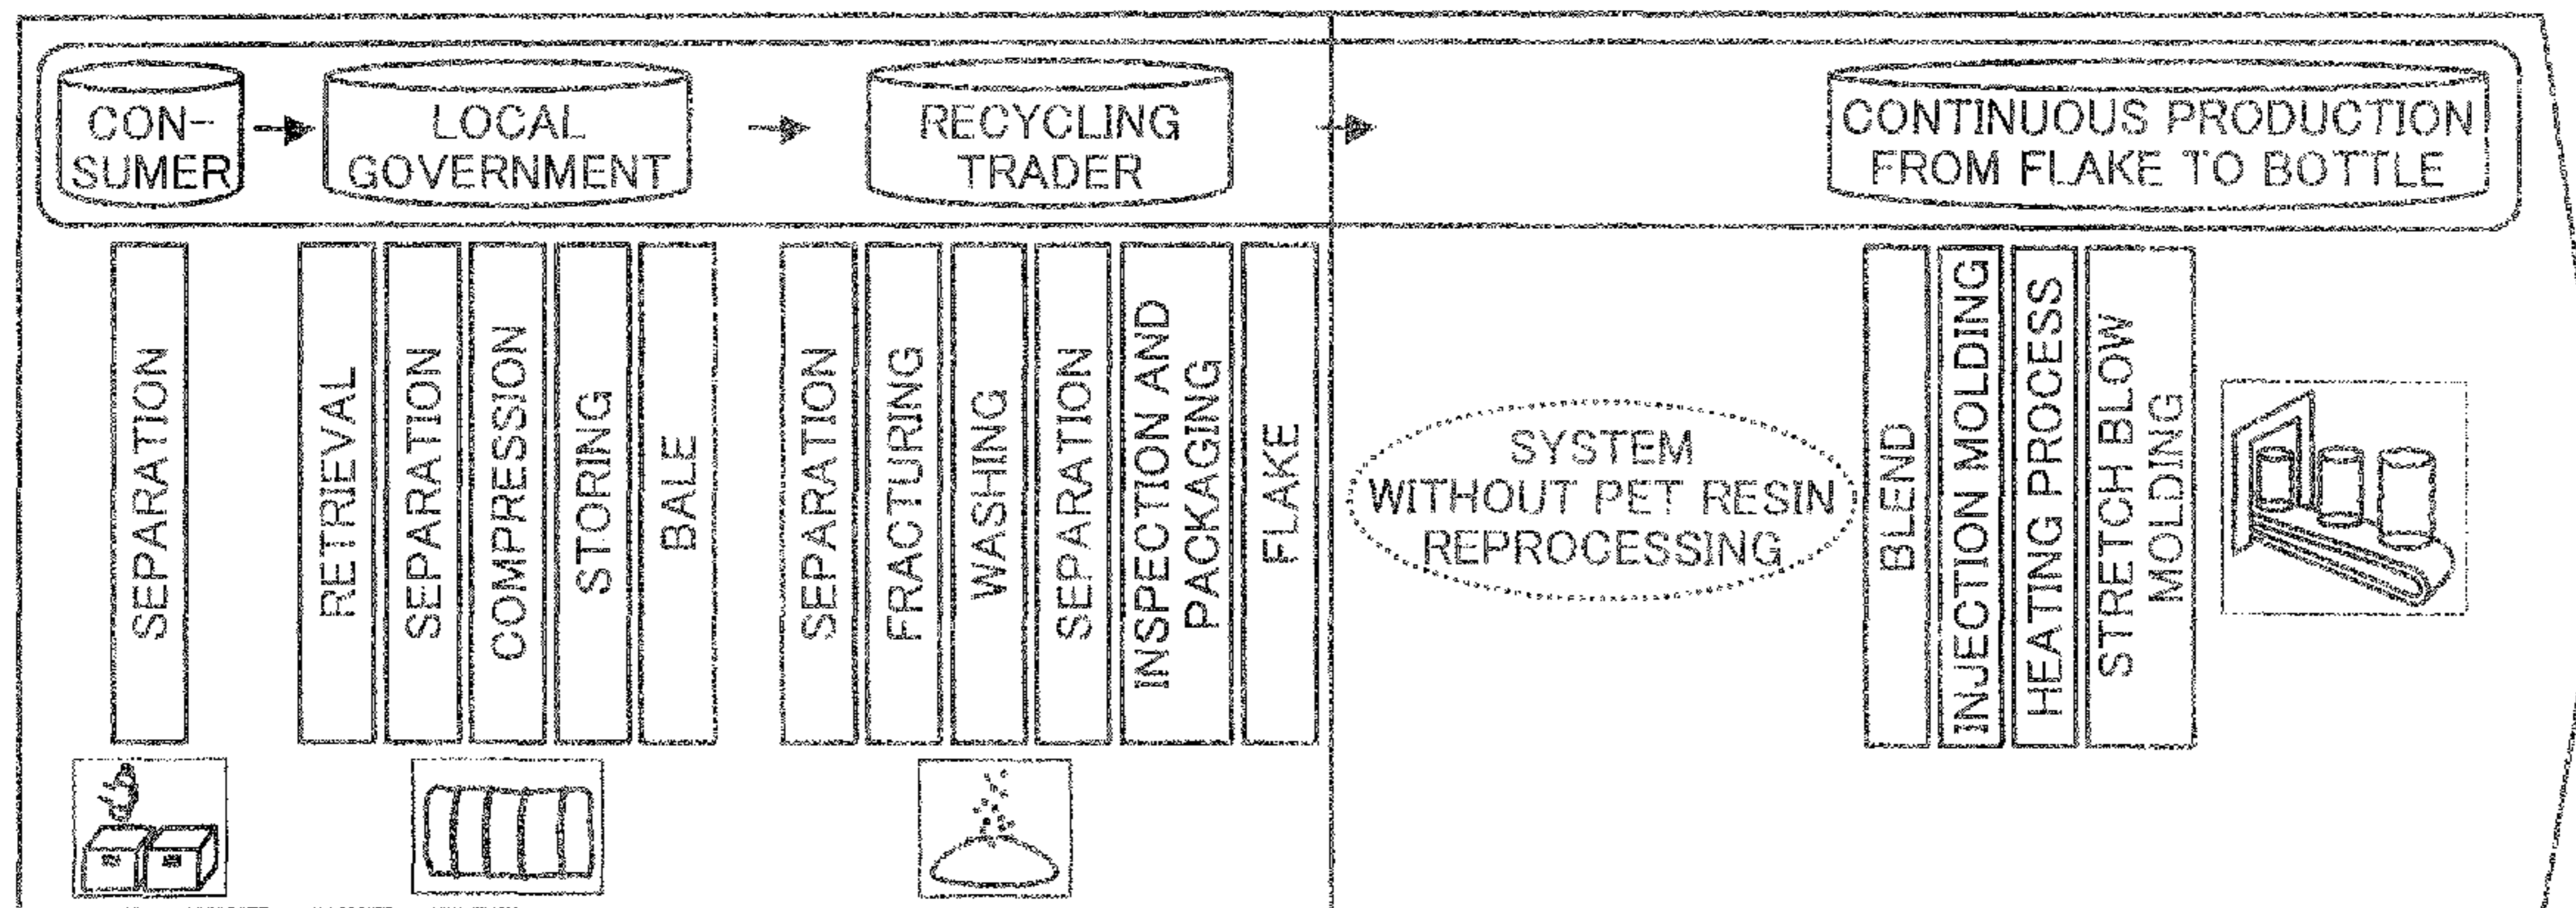 CON-
SUMER
LOCAL
GOVERNMENT
RECYCLING
TRADER
CONTINUOUS PRODUCTION
FROM FLAKE TO BOTTLE
SEPARATION
RETRIEVAL
SEPARATION
COMPRESSION
STORING
BALE
SEPARATION
FRACTURING
WASHING
SEPARATION
INSPECTION AND
PACKAGING
FLAKE
SYSTEM
WITHOUT PET RESIN
REPROCESSING
BLEND
INJECTION MOLDING
HEATING PROCESS
STRETCH BLOW
MOLDING